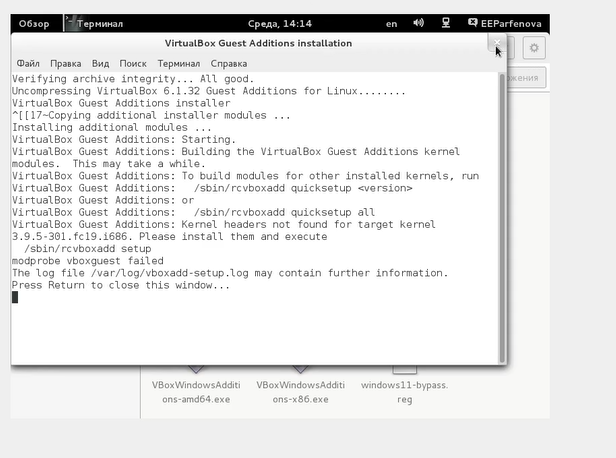 Обзор Терминал Среда, 14:14 en EEParfenova
VirtualBox Guest Additions installation
Файл Правка Вид Поиск Терминал Справка
Verifying archive integrity... All good.
Uncompressing VirtualBox 6.1.32 Guest Additions for Linux........
VirtualBox Guest Additions installer
^[[17~Copying additional installer modules ...
Installing additional modules ...
VirtualBox Guest Additions: Starting.
VirtualBox Guest Additions: Building the VirtualBox Guest Additions kernel
modules.  This may take a while.
VirtualBox Guest Additions: To build modules for other installed kernels, run
VirtualBox Guest Additions:   /sbin/rcvboxadd quicksetup <version>
VirtualBox Guest Additions: or
VirtualBox Guest Additions:   /sbin/rcvboxadd quicksetup all
VirtualBox Guest Additions: Kernel headers not found for target kernel
3.9.5-301.fc19.i686. Please install them and execute
  /sbin/rcvboxadd setup
modprobe vboxguest failed
The log file /var/log/vboxadd-setup.log may contain further information.
Press Return to close this window...
VBoxWindowsAdditi
ons-amd64.exe
VBoxWindowsAdditi
ons-x86.exe
windows11-bypass.
reg